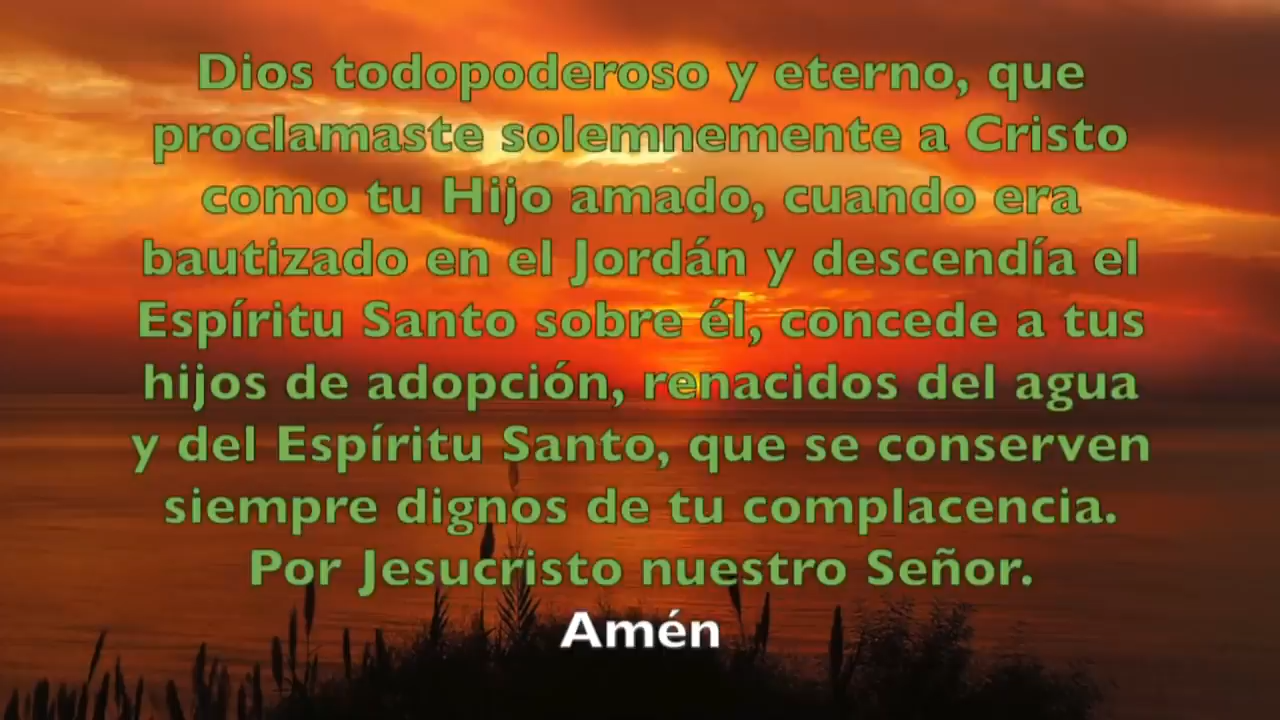 Dios todopoderoso y eterno, que
proclamaste solemnemente a Cristo
como tu Hijo amado, cuando era
bautizado en el Jordán y descendía el
Espíritu Santo sobre él, concede a tus
hijos de adopción, renacidos del agua
y del Espíritu Santo, que se conserven
siempre dignos de tu complacencia.
Por Jesucristo nuestro Señor.
Amén